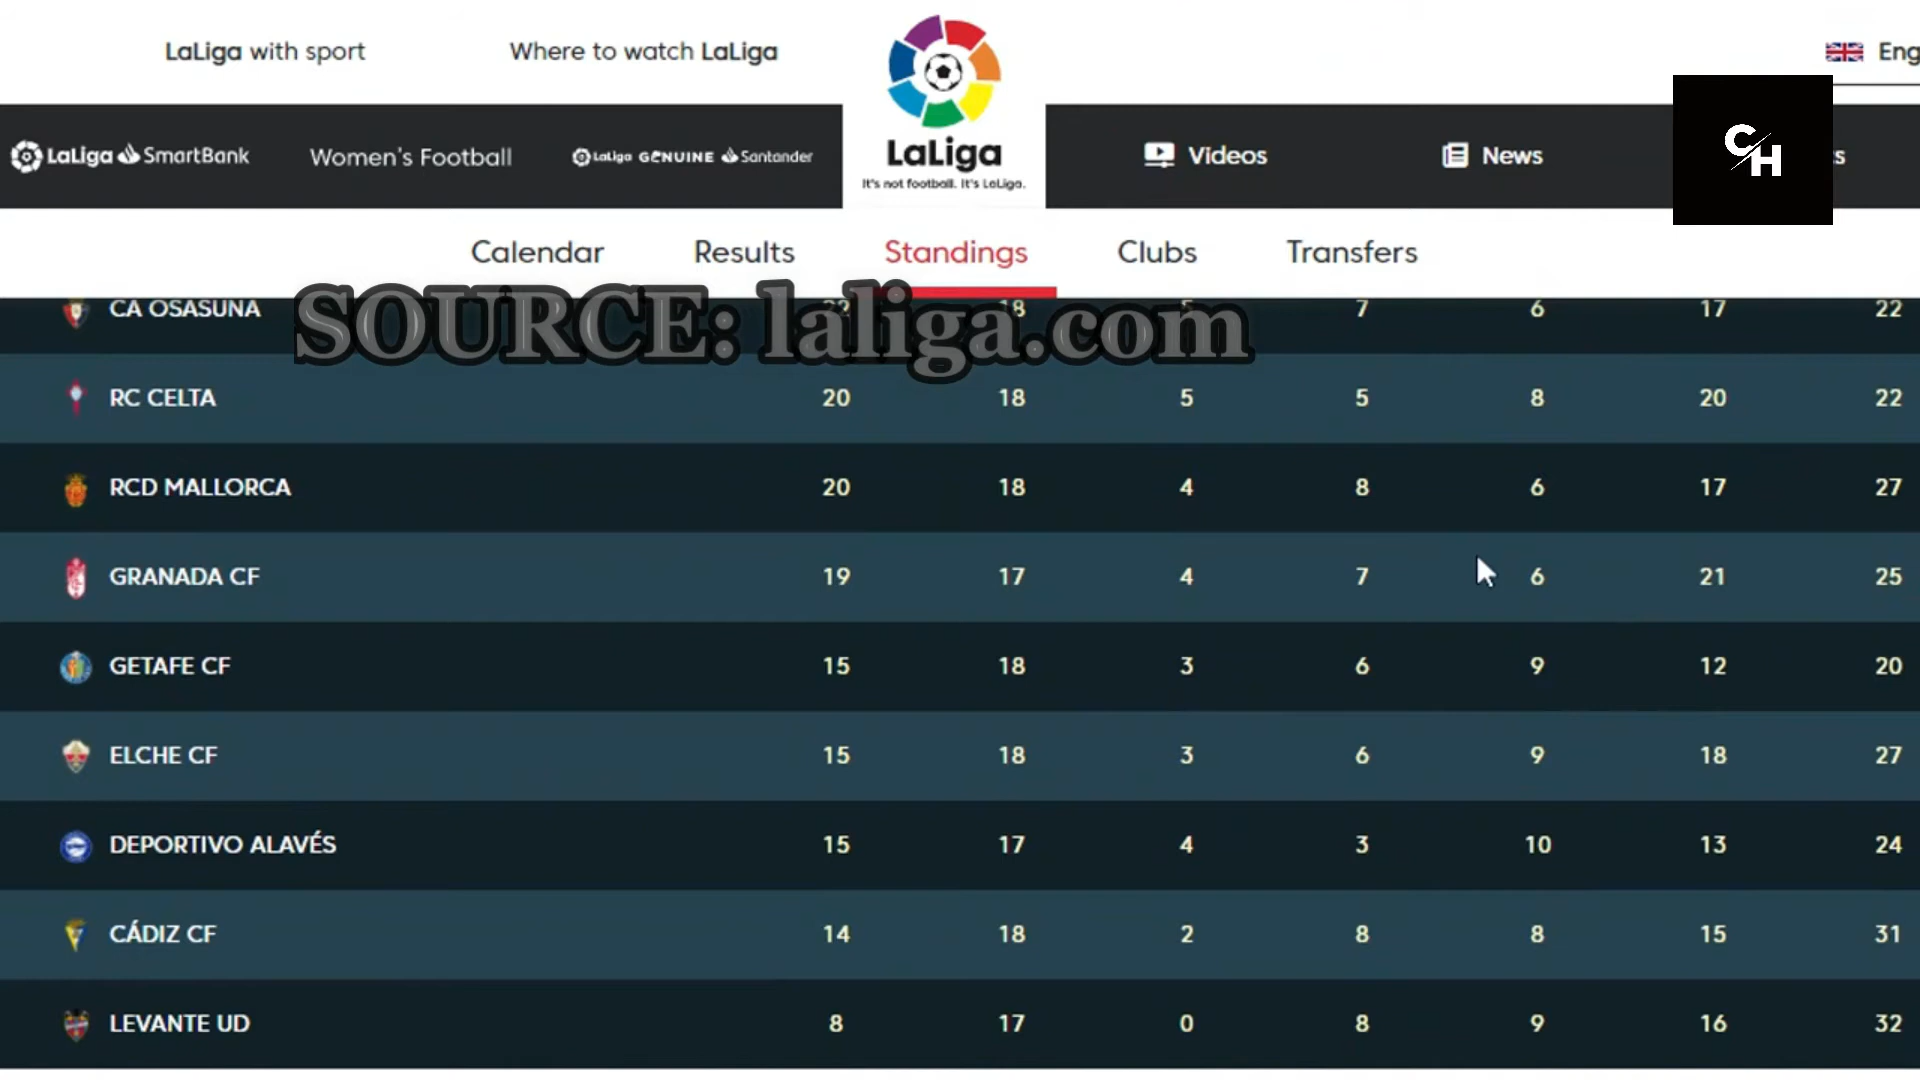 LaLiga with sport
Where to watch LaLiga
Eng
LaLiga SmartBank
Women's Football
LaLiga GENUINE Santander
LaLiga
It's not football. It's LaLiga.
Videos
News
CH
s
Calendar
Results
Standings
Clubs
Transfers
SOURCE: laliga.com
CA OSASUNA 22 18 5 7 6 17 22
RC CELTA 20 18 5 5 8 20 22
RCD MALLORCA 20 18 4 8 6 17 27
GRANADA CF 19 17 4 7 6 21 25
GETAFE CF 15 18 3 6 9 12 20
ELCHE CF 15 18 3 6 9 18 27
DEPORTIVO ALAVÉS 15 17 4 3 10 13 24
CÁDIZ CF 14 18 2 8 8 15 31
LEVANTE UD 8 17 0 8 9 16 32